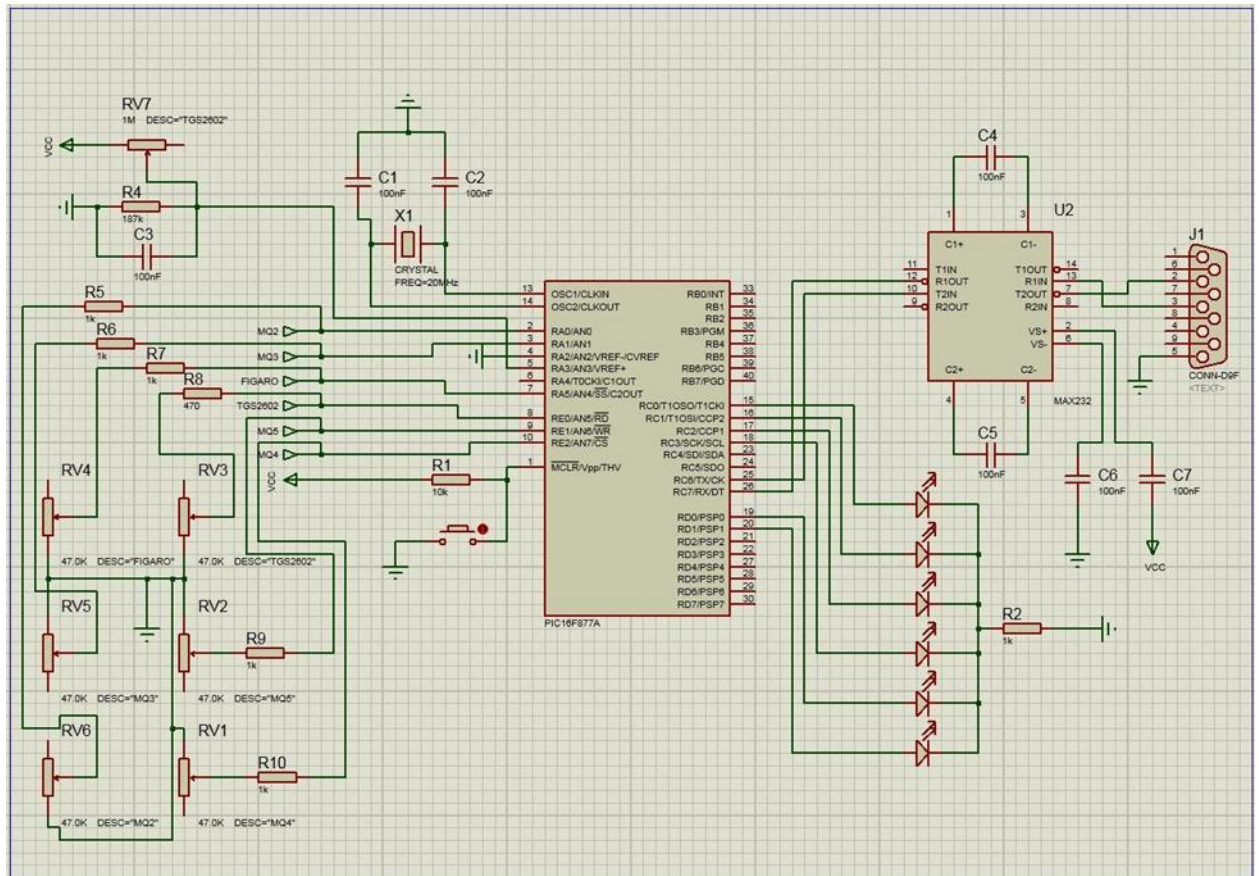 RV7
1M DESC="TGS2602"
VCC
R4
187k
C3
100nF
C1
100nF
C2
100nF
X1
CRYSTAL
FREQ=20MHz
R5
1k
R6
1k
R7
1k
R8
470
MQ2
MQ3
FIGARO
TGS2602
MQ5
MQ4
VCC
R1
10k
13 OSC1/CLKIN
14 OSC2/CLKOUT
2 RA0/AN0
3 RA1/AN1
4 RA2/AN2/VREF-/CVREF
5 RA3/AN3/VREF+
6 RA4/T0CKI/C1OUT
7 RA5/AN4/SS/C2OUT
8 RE0/AN5/RD
9 RE1/AN6/WR
10 RE2/AN7/CS
1 MCLR/Vpp/THV
RB0/INT 33
RB1 34
RB2 35
RB3/PGM 36
RB4 37
RB5 38
RB6/PGC 39
RB7/PGD 40
RC0/T1OSO/T1CKI 15
RC1/T1OSI/CCP2 16
RC2/CCP1 17
RC3/SCK/SCL 18
RC4/SDI/SDA 23
RC5/SDO 24
RC6/TX/CK 25
RC7/RX/DT 26
RD0/PSP0 19
RD1/PSP1 20
RD2/PSP2 21
RD3/PSP3 22
RD4/PSP4 27
RD5/PSP5 28
RD6/PSP6 29
RD7/PSP7 30
PIC16F877A
RV4
47.0K DESC="FIGARO"
RV3
47.0K DESC="TGS2602"
RV5
47.0K DESC="MQ3"
RV2
47.0K DESC="MQ5"
R9
1k
RV6
47.0K DESC="MQ2"
RV1
47.0K DESC="MQ4"
R10
1k
C4
100nF
U2
1
3
C1+ C1-
11 T1IN T1OUT 14
12 R1OUT R1IN 13
10 T2IN T2OUT 7
9 R2OUT R2IN 8
VS+ 2
VS- 6
C2+ C2-
4
5
MAX232
C5
100nF
J1
1
6
2
7
3
8
4
9
5
CONN-D9F
<TEXT>
C6
100nF
C7
100nF
VCC
R2
1k